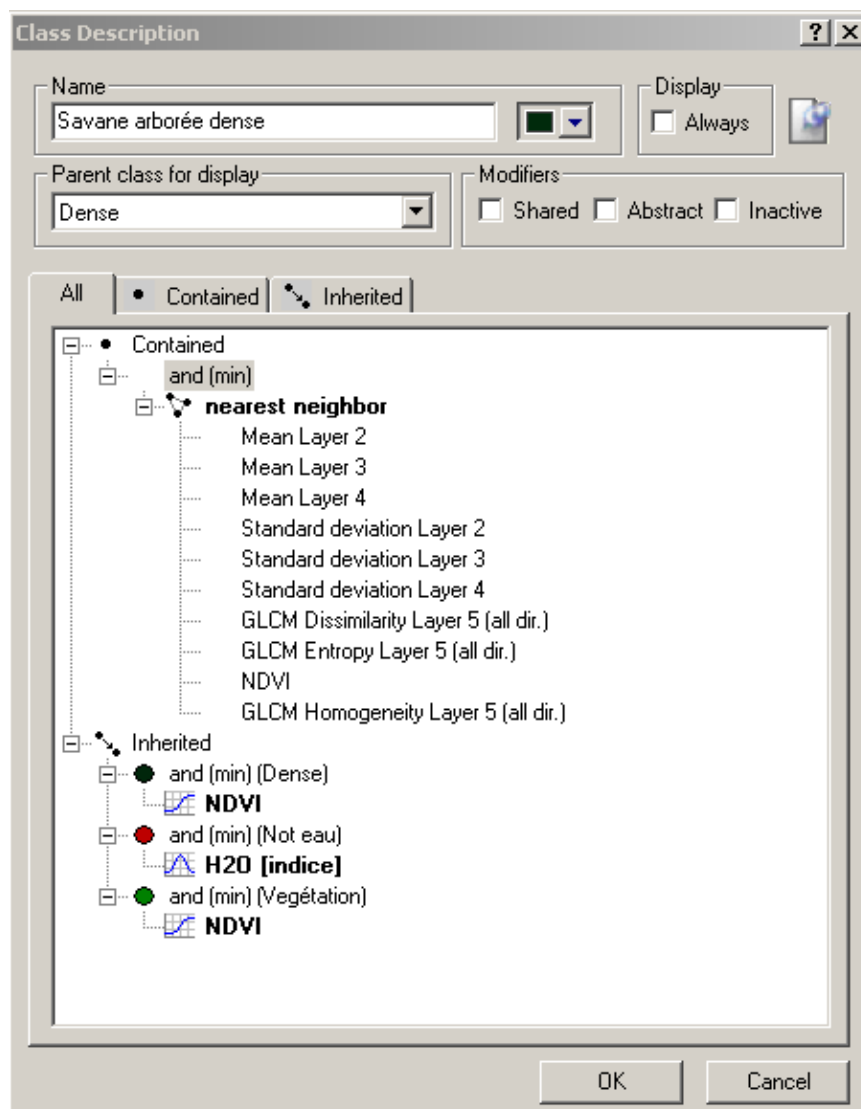 Class Description
Name
Display
Savane arborée dense
Always
Parent class for display
Modifiers
Dense
Shared Abstract Inactive
All Contained Inherited
Contained
and (min)
nearest neighbor
Mean Layer 2
Mean Layer 3
Mean Layer 4
Standard deviation Layer 2
Standard deviation Layer 3
Standard deviation Layer 4
GLCM Dissimilarity Layer 5 (all dir.)
GLCM Entropy Layer 5 (all dir.)
NDVI
GLCM Homogeneity Layer 5 (all dir.)
Inherited
and (min) (Dense)
NDVI
and (min) (Not eau)
H2O [indice]
and (min) (Vegétation)
NDVI
OK Cancel